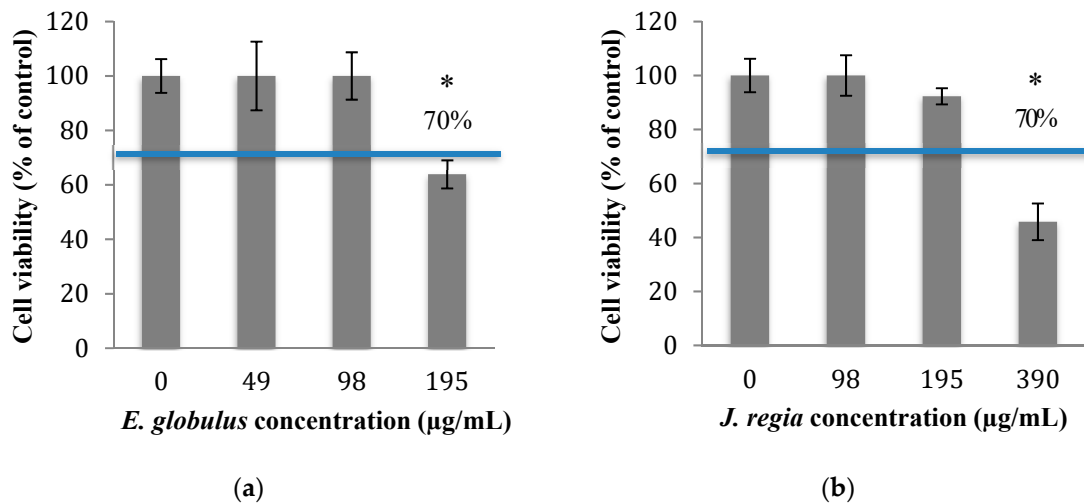 Cell viability (% of control)
120
100
80
60
40
20
0
*
70%
0 49 98 195
E. globulus concentration (µg/mL)
(a)
Cell viability (% of control)
120
100
80
60
40
20
0
*
70%
0 98 195 390
J. regia concentration (µg/mL)
(b)